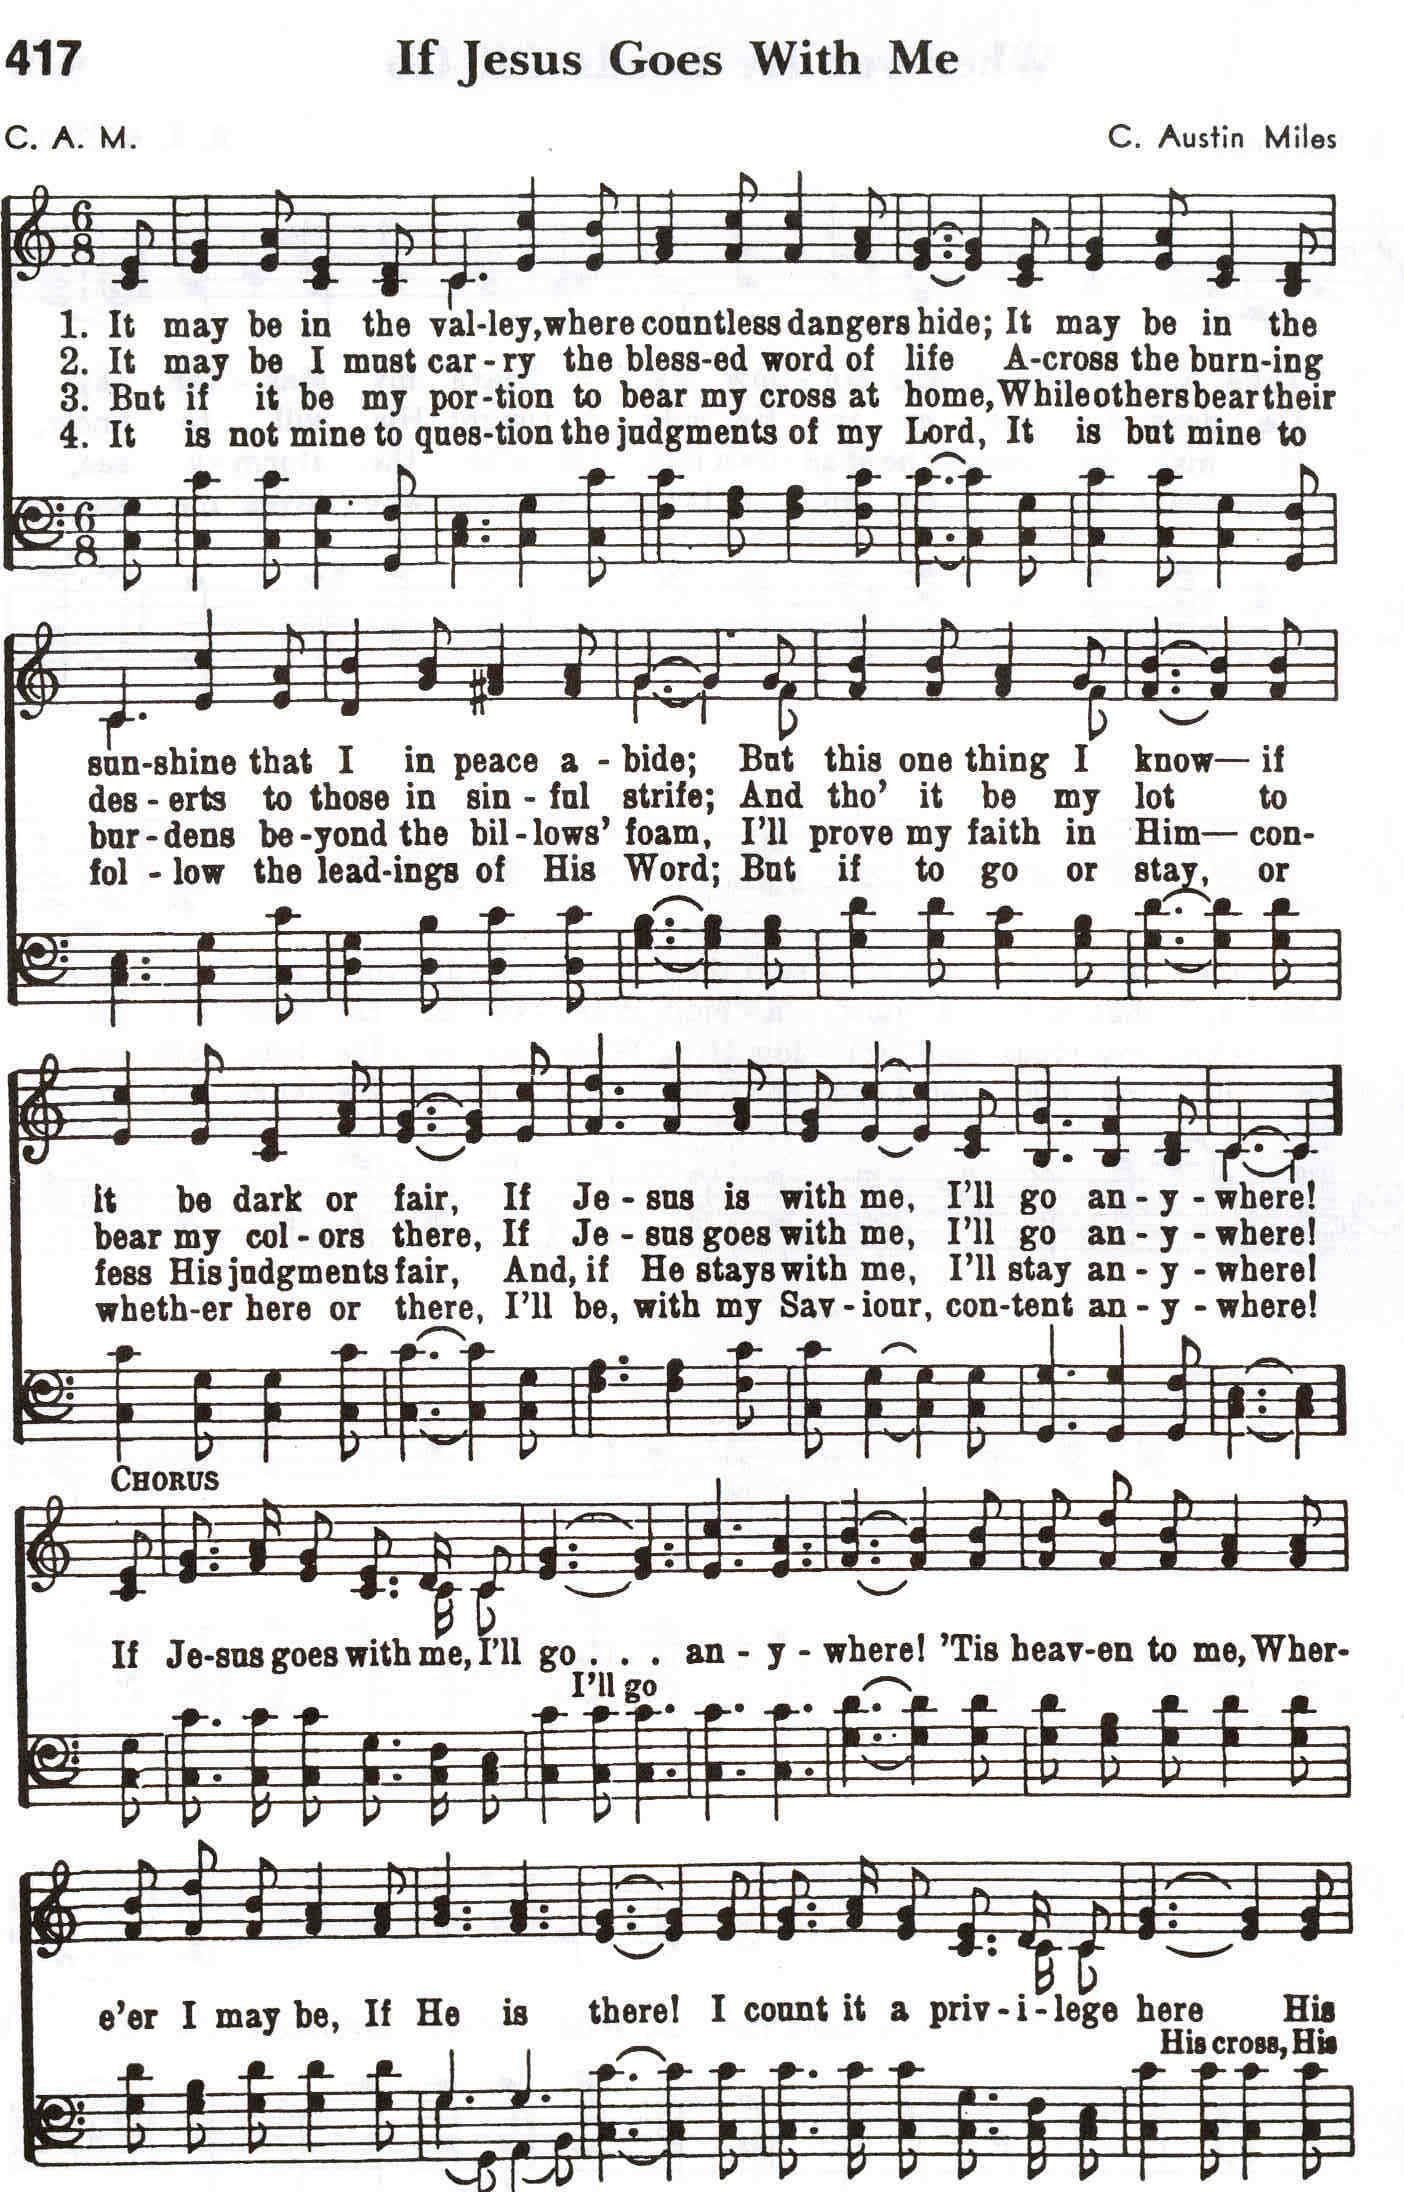 417 If Jesus Goes With Me
C. A. M. C. Austin Miles
1. It may be in the val-ley, where countless dangers hide; It may be in the
2. It may be I must car-ry the bless-ed word of life A-cross the burn-ing
3. But if it be my por-tion to bear my cross at home, While others bear their
4. It is not mine to ques-tion the judgments of my Lord, It is but mine to
sun-shine that I in peace a-bide; But this one thing I know— if
des-erts to those in sin-ful strife; And tho' it be my lot to
bur-dens be-yond the bil-lows' foam, I'll prove my faith in Him— con-
fol-low the lead-ings of His Word; But if to go or stay, or
it be dark or fair, If Je-sus is with me, I'll go an-y-where!
bear my col-ors there, If Je-sus goes with me, I'll go an-y-where!
fess His judgments fair, And, if He stays with me, I'll stay an-y-where!
wheth-er here or there, I'll be, with my Sav-iour, con-tent an-y-where!
CHORUS
If Je-sus goes with me, I'll go . . . an-y-where! 'Tis heav-en to me, Wher-
I'll go
e'er I may be, If He is there! I count it a priv-i-lege here His
His cross, His